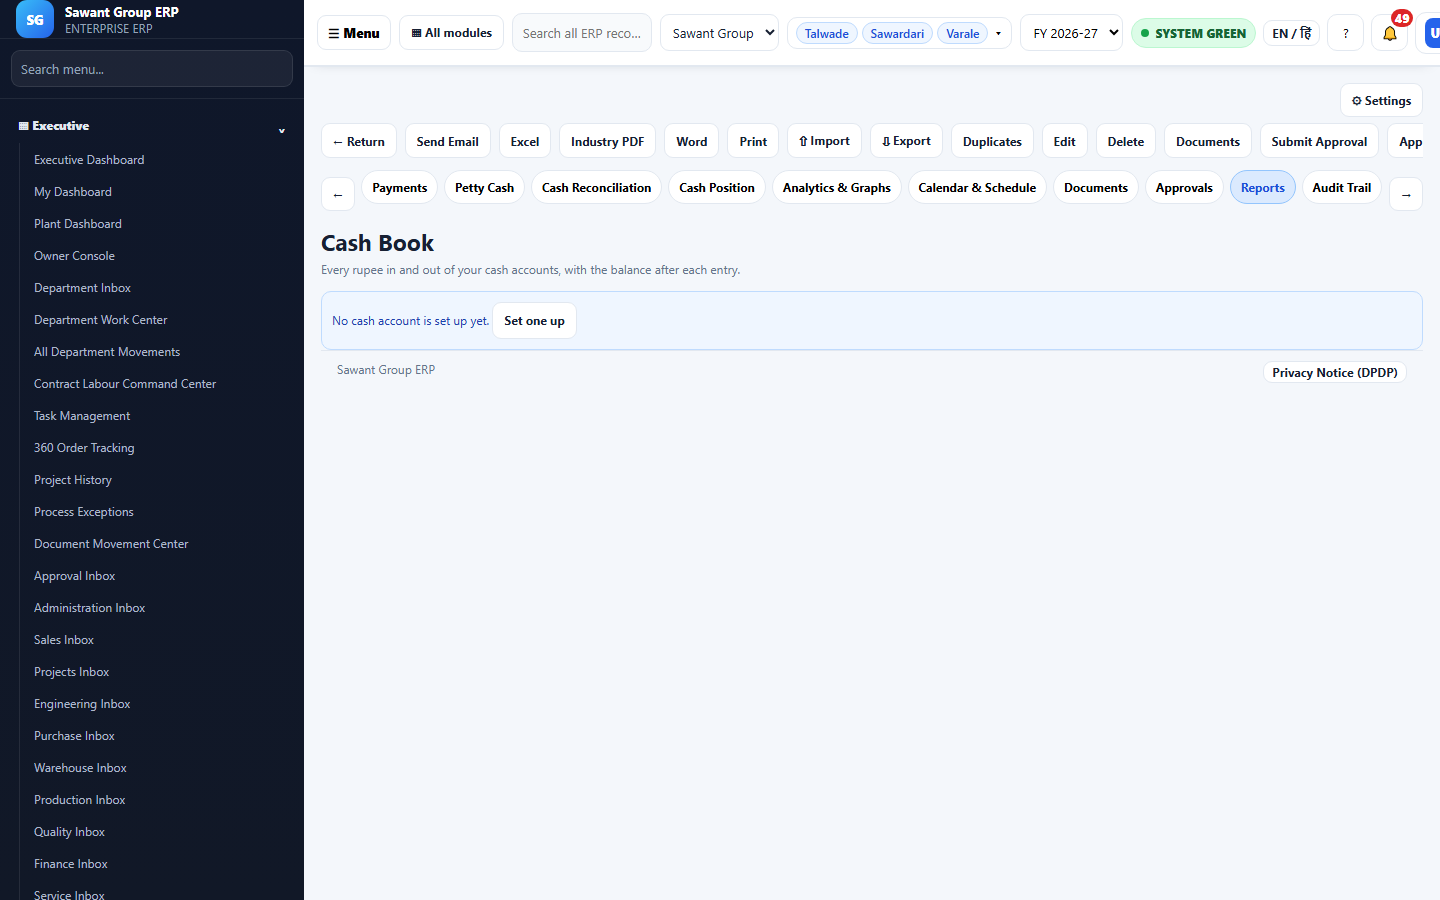 SG
Sawant Group ERP
ENTERPRISE ERP
Search menu...
Executive
Executive Dashboard
My Dashboard
Plant Dashboard
Owner Console
Department Inbox
Department Work Center
All Department Movements
Contract Labour Command Center
Task Management
360 Order Tracking
Project History
Process Exceptions
Document Movement Center
Approval Inbox
Administration Inbox
Sales Inbox
Projects Inbox
Engineering Inbox
Purchase Inbox
Warehouse Inbox
Production Inbox
Quality Inbox
Finance Inbox
Service Inbox
☰ Menu
All modules
Search all ERP reco...
Sawant Group
Talwade
Sawardari
Varale
FY 2026-27
SYSTEM GREEN
EN / हिं
?
49
U
⚙ Settings
← Return
Send Email
Excel
Industry PDF
Word
Print
⇧ Import
⇩ Export
Duplicates
Edit
Delete
Documents
Submit Approval
App
←
Payments
Petty Cash
Cash Reconciliation
Cash Position
Analytics & Graphs
Calendar & Schedule
Documents
Approvals
Reports
Audit Trail
→
Cash Book
Every rupee in and out of your cash accounts, with the balance after each entry.
No cash account is set up yet. Set one up
Sawant Group ERP
Privacy Notice (DPDP)